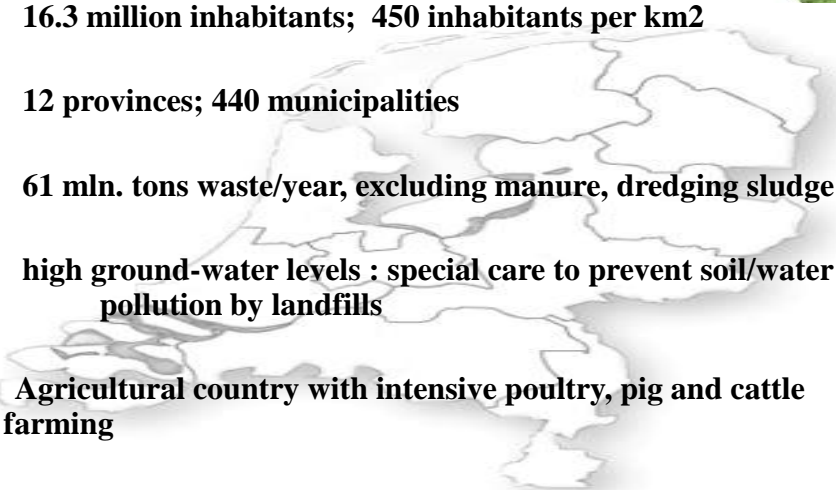 16.3 million inhabitants; 450 inhabitants per km2
12 provinces; 440 municipalities
61 mln. tons waste/year, excluding manure, dredging sludge
high ground-water levels : special care to prevent soil/water
pollution by landfills
Agricultural country with intensive poultry, pig and cattle
farming